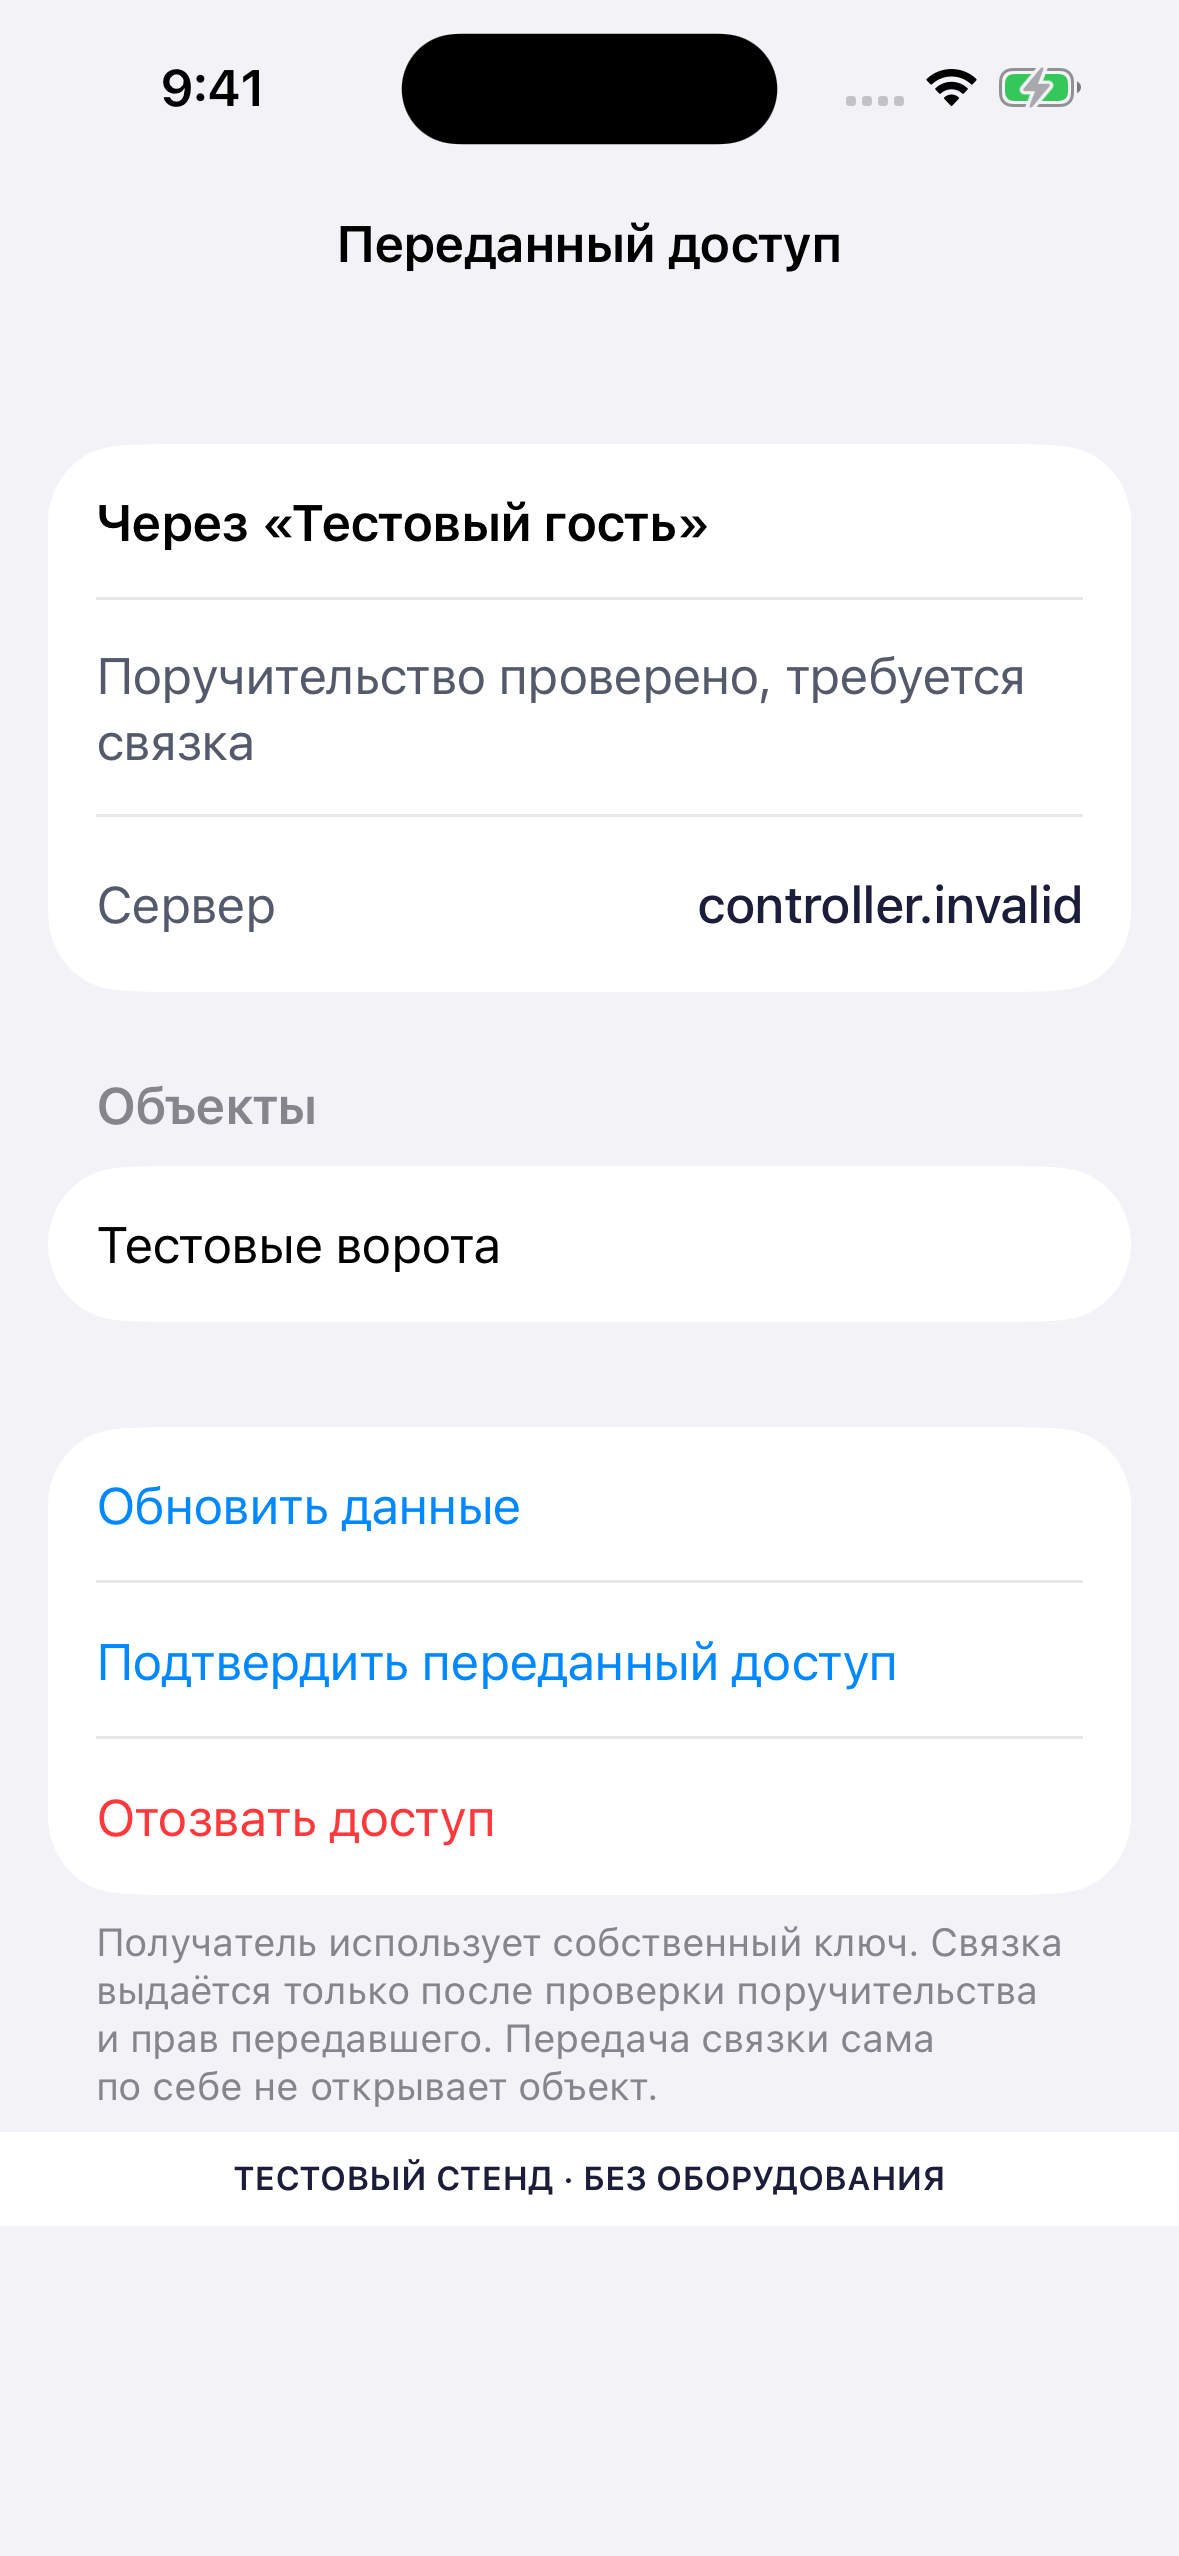 9:41
Переданный доступ
Через «Тестовый гость»
Поручительство проверено, требуется
связка
Сервер controller.invalid
Объекты
Тестовые ворота
Обновить данные
Подтвердить переданный доступ
Отозвать доступ
Получатель использует собственный ключ. Связка
выдаётся только после проверки поручительства
и прав передавшего. Передача связки сама
по себе не открывает объект.
ТЕСТОВЫЙ СТЕНД · БЕЗ ОБОРУДОВАНИЯ